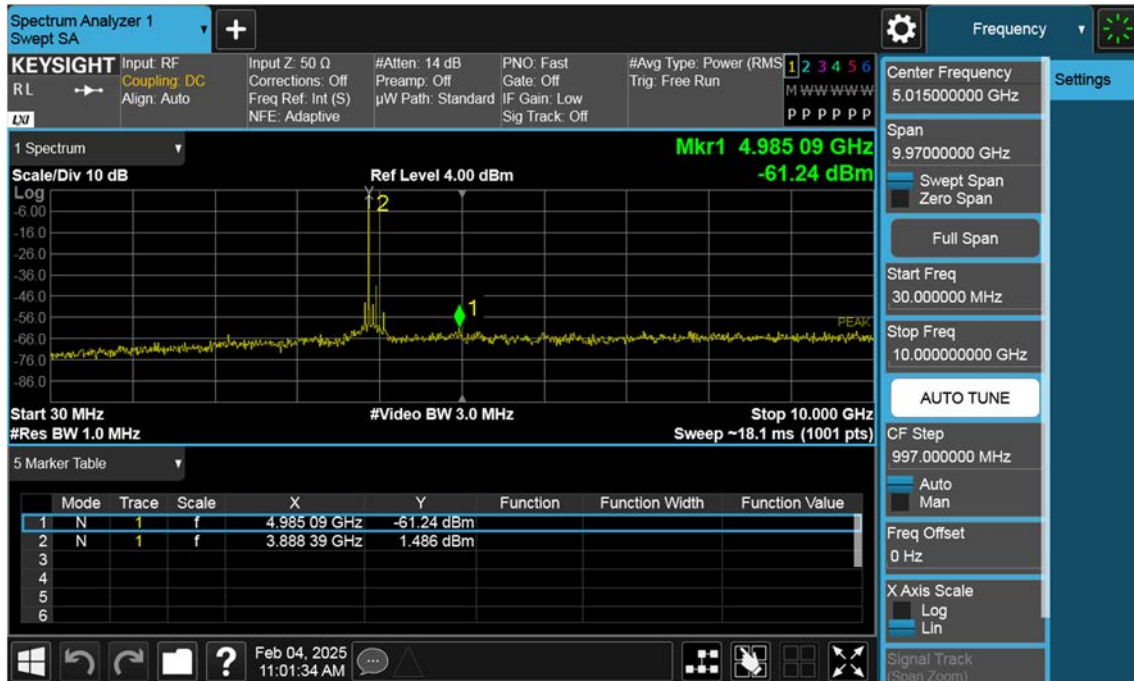 Spectrum Analyzer 1
Swept SA
+
Frequency
KEYSIGHT
RL
LXI
Input: RF
Coupling: DC
Align: Auto
Input Z: 50 Ω
Corrections: Off
Freq Ref: Int (S)
NFE: Adaptive
#Atten: 14 dB
Preamp: Off
µW Path: Standard
PNO: Fast
Gate: Off
IF Gain: Low
Sig Track: Off
#Avg Type: Power (RMS
Trig: Free Run
1 2 3 4 5 6
M W W W W W
P P P P P P
1 Spectrum
Scale/Div 10 dB
Ref Level 4.00 dBm
Mkr1 4.985 09 GHz
-61.24 dBm
Log
-6.00
-16.0
-26.0
-36.0
-46.0
-56.0
-66.0
-76.0
-86.0
2
1
PEAK
Start 30 MHz
#Video BW 3.0 MHz
Stop 10.000 GHz
#Res BW 1.0 MHz
Sweep ~18.1 ms (1001 pts)
5 Marker Table
Mode Trace Scale X Y Function Function Width Function Value
1 N 1 f 4.985 09 GHz -61.24 dBm
2 N 1 f 3.888 39 GHz 1.486 dBm
3
4
5
6
?
Feb 04, 2025
11:01:34 AM
Center Frequency
5.015000000 GHz
Settings
Span
9.97000000 GHz
Swept Span
Zero Span
Full Span
Start Freq
30.000000 MHz
Stop Freq
10.000000000 GHz
AUTO TUNE
CF Step
997.000000 MHz
Auto
Man
Freq Offset
0 Hz
X Axis Scale
Log
Lin
Signal Track
(Span Zoom)